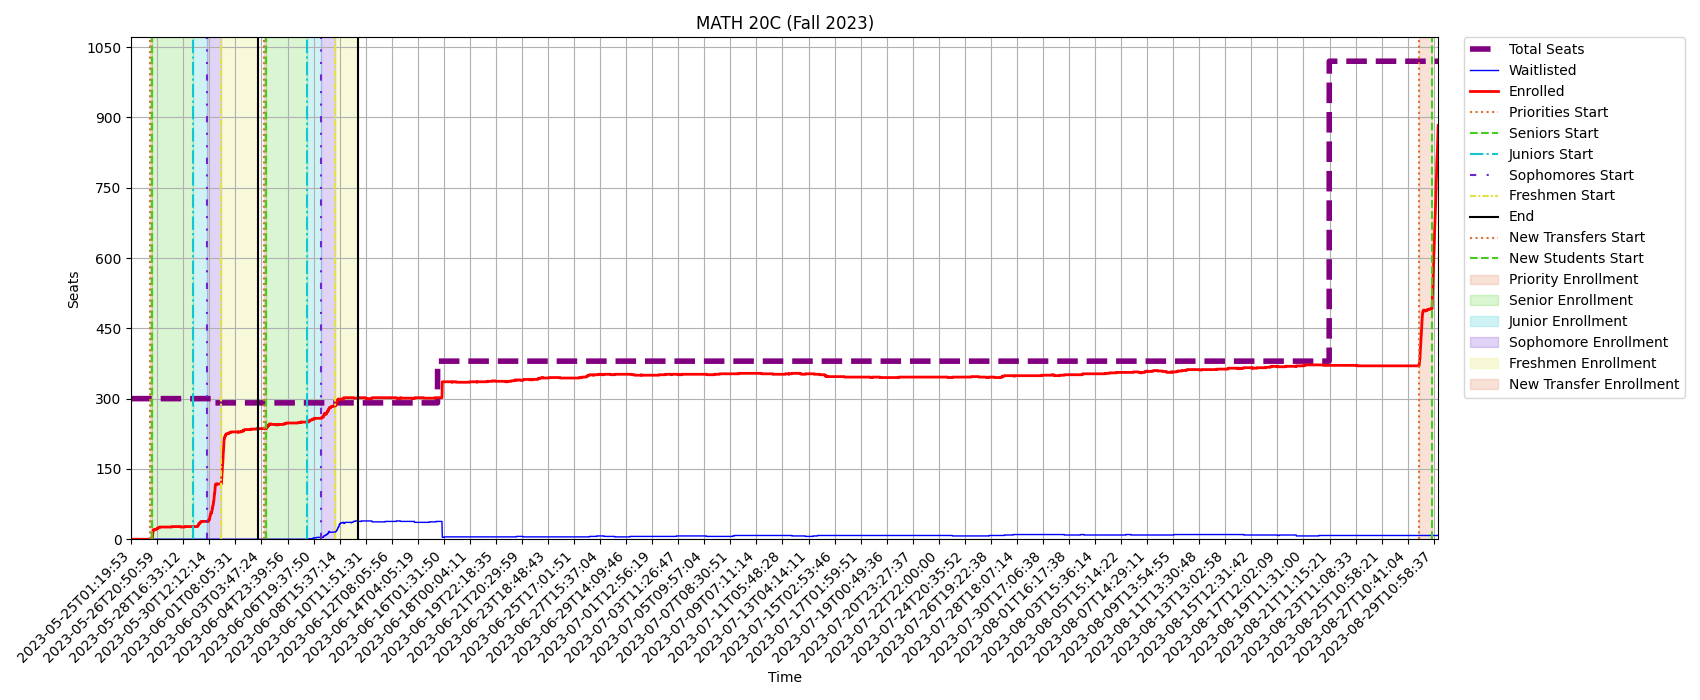 MATH 20C (Fall 2023)
1050
900
750
600
450
300
150
0
Seats
2023-05-25T01:19:53
2023-05-26T20:50:59
2023-05-28T16:33:12
2023-05-30T12:12:14
2023-06-01T08:05:31
2023-06-03T03:47:24
2023-06-04T23:39:56
2023-06-06T19:37:50
2023-06-08T15:37:14
2023-06-10T11:51:31
2023-06-12T08:05:56
2023-06-14T04:05:19
2023-06-16T01:31:50
2023-06-18T00:04:11
2023-06-19T22:18:35
2023-06-21T20:29:59
2023-06-23T18:48:43
2023-06-25T17:01:51
2023-06-27T15:37:04
2023-06-29T14:09:46
2023-07-01T12:56:19
2023-07-03T11:26:47
2023-07-05T09:57:04
2023-07-07T08:30:51
2023-07-09T07:11:14
2023-07-11T05:48:28
2023-07-13T04:14:11
2023-07-15T02:53:46
2023-07-17T01:59:51
2023-07-19T00:49:36
2023-07-20T23:27:37
2023-07-22T22:00:00
2023-07-24T20:35:52
2023-07-26T19:22:38
2023-07-28T18:07:14
2023-07-30T17:06:38
2023-08-01T16:17:38
2023-08-03T15:36:14
2023-08-05T15:14:22
2023-08-07T14:29:11
2023-08-09T13:54:55
2023-08-11T13:30:48
2023-08-13T13:02:58
2023-08-15T12:31:42
2023-08-17T12:02:09
2023-08-19T11:31:00
2023-08-21T11:15:21
2023-08-23T11:08:33
2023-08-25T10:58:21
2023-08-27T10:41:04
2023-08-29T10:58:37
Time
Total Seats
Waitlisted
Enrolled
Priorities Start
Seniors Start
Juniors Start
Sophomores Start
Freshmen Start
End
New Transfers Start
New Students Start
Priority Enrollment
Senior Enrollment
Junior Enrollment
Sophomore Enrollment
Freshmen Enrollment
New Transfer Enrollment